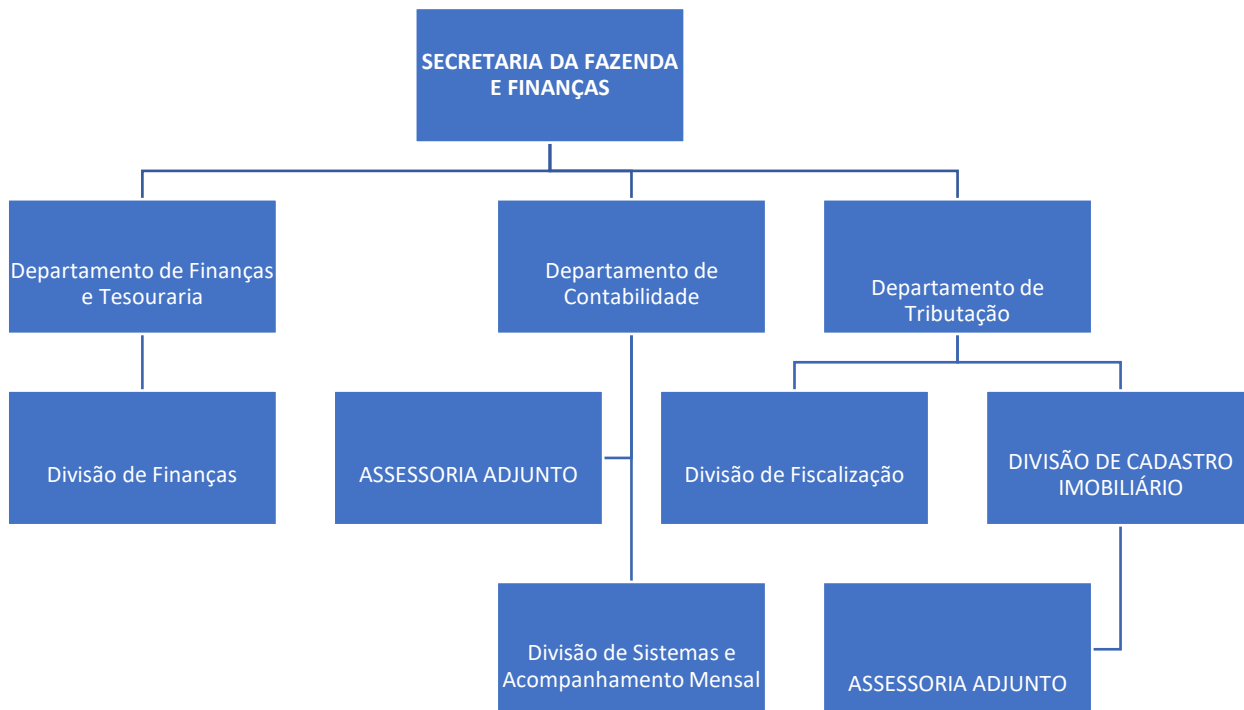 SECRETARIA DA FAZENDA
E FINANÇAS
Departamento de Finanças
e Tesouraria
Departamento de
Contabilidade
Departamento de
Tributação
Divisão de Finanças
ASSESSORIA ADJUNTO
Divisão de Fiscalização
DIVISÃO DE CADASTRO
IMOBILIÁRIO
Divisão de Sistemas e
Acompanhamento Mensal
ASSESSORIA ADJUNTO